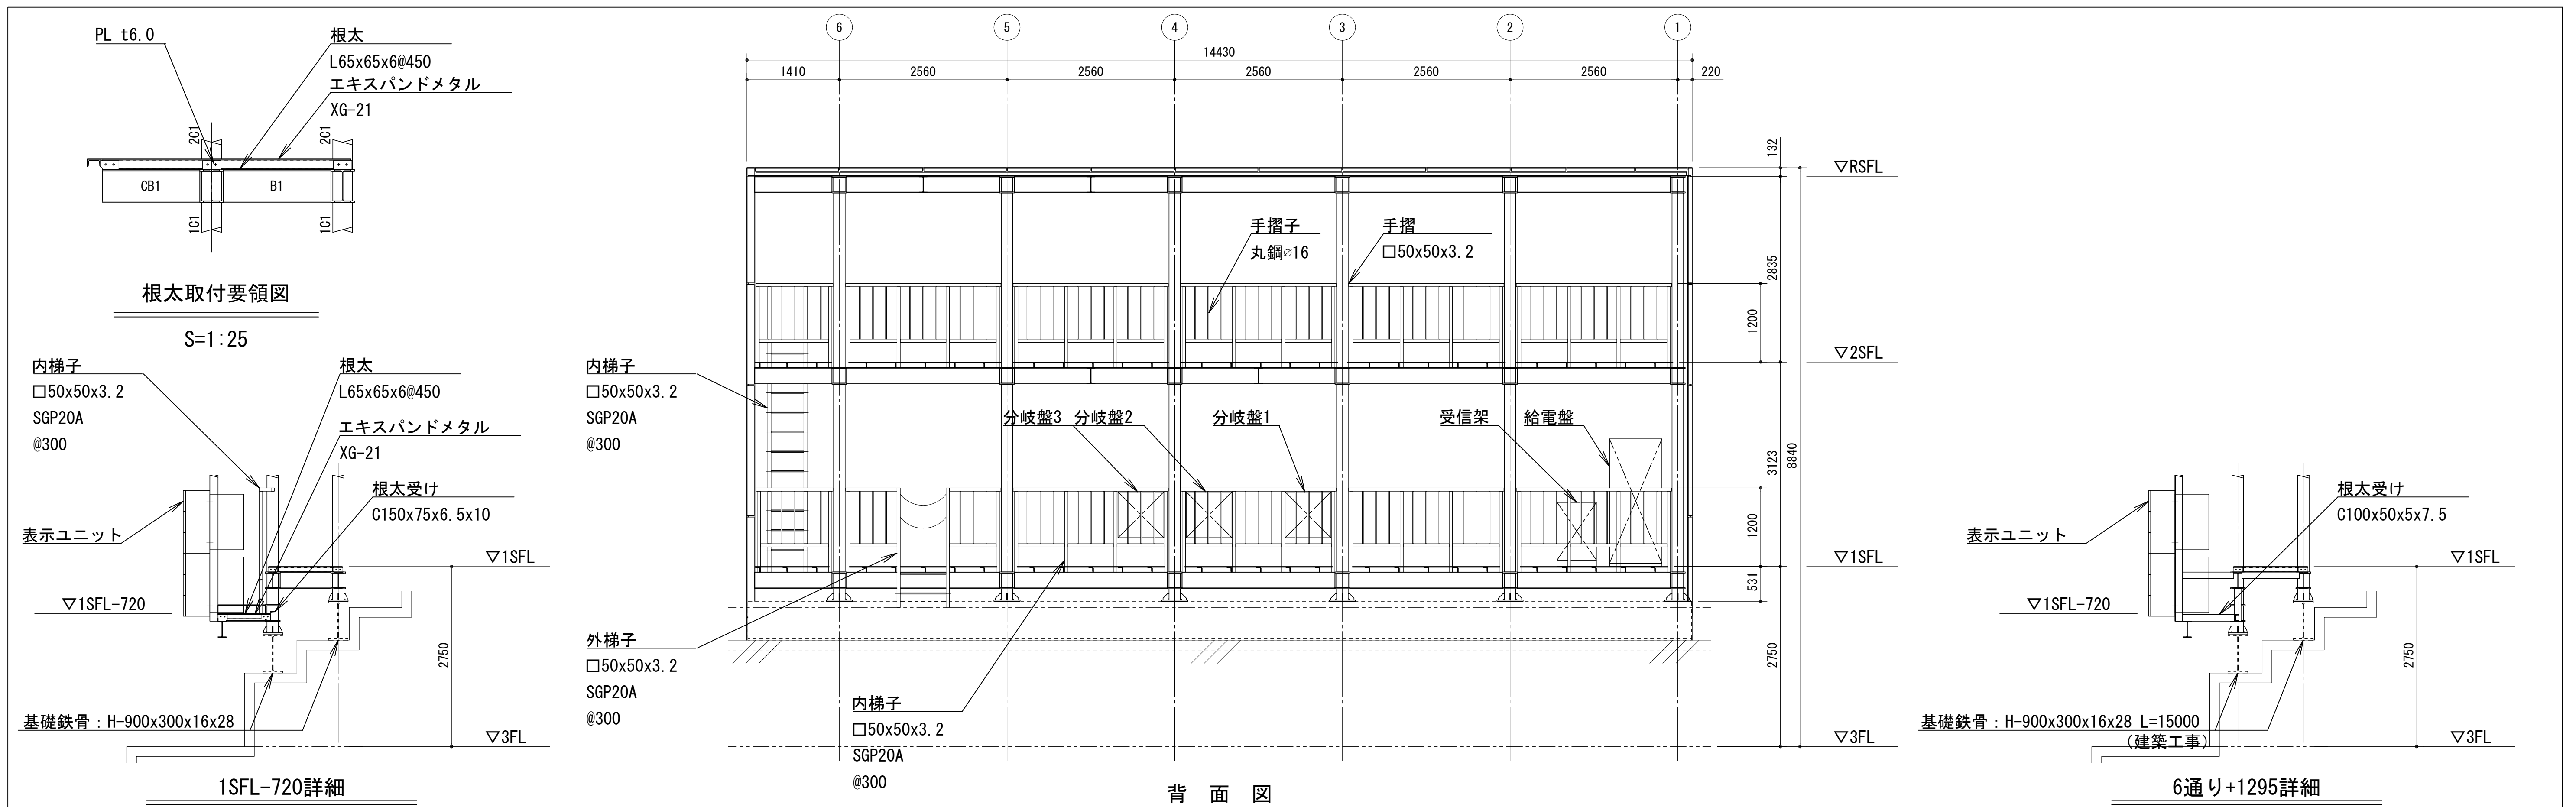 PL t6.0
根太
L65x65x6@450
エキスパンドメタル
XG-21
2C1
2C1
CB1
B1
1C1
1C1
根太取付要領図
S=1:25
内梯子
□50x50x3.2
SGP20A
@300
根太
L65x65x6@450
エキスパンドメタル
XG-21
根太受け
C150x75x6.5x10
表示ユニット
▽1SFL
▽1SFL-720
2750
基礎鉄骨：H-900x300x16x28
▽3FL
1SFL-720詳細
6
5
4
3
2
1
14430
1410
2560
2560
2560
2560
2560
220
132
▽RSFL
手摺子
丸鋼⌀16
手摺
□50x50x3.2
2835
1200
▽2SFL
内梯子
□50x50x3.2
SGP20A
@300
分岐盤3
分岐盤2
分岐盤1
受信架
給電盤
3123
8840
1200
▽1SFL
531
外梯子
□50x50x3.2
SGP20A
@300
2750
内梯子
□50x50x3.2
SGP20A
@300
▽3FL
背 面 図
根太受け
C100x50x5x7.5
表示ユニット
▽1SFL
▽1SFL-720
2750
基礎鉄骨：H-900x300x16x28 L=15000
(建築工事)
▽3FL
6通り+1295詳細